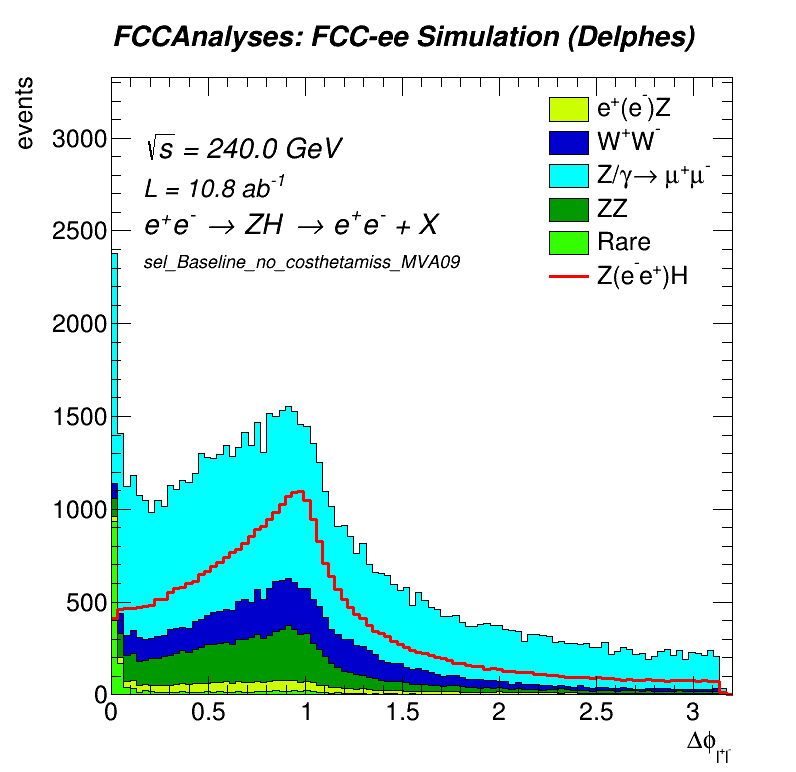 FCCAnalyses: FCC-ee Simulation (Delphes)
events
√s = 240.0 GeV
L = 10.8 ab⁻¹
e⁺e⁻ → ZH → e⁺e⁻ + X
sel_Baseline_no_costhetamiss_MVA09
e⁺(e⁻)Z
W⁺W⁻
Z/γ→ μ⁺μ⁻
ZZ
Rare
Z(e⁻e⁺)H
3000
2500
2000
1500
1000
500
0
0 0.5 1 1.5 2 2.5 3
Δϕ_l⁺l⁻